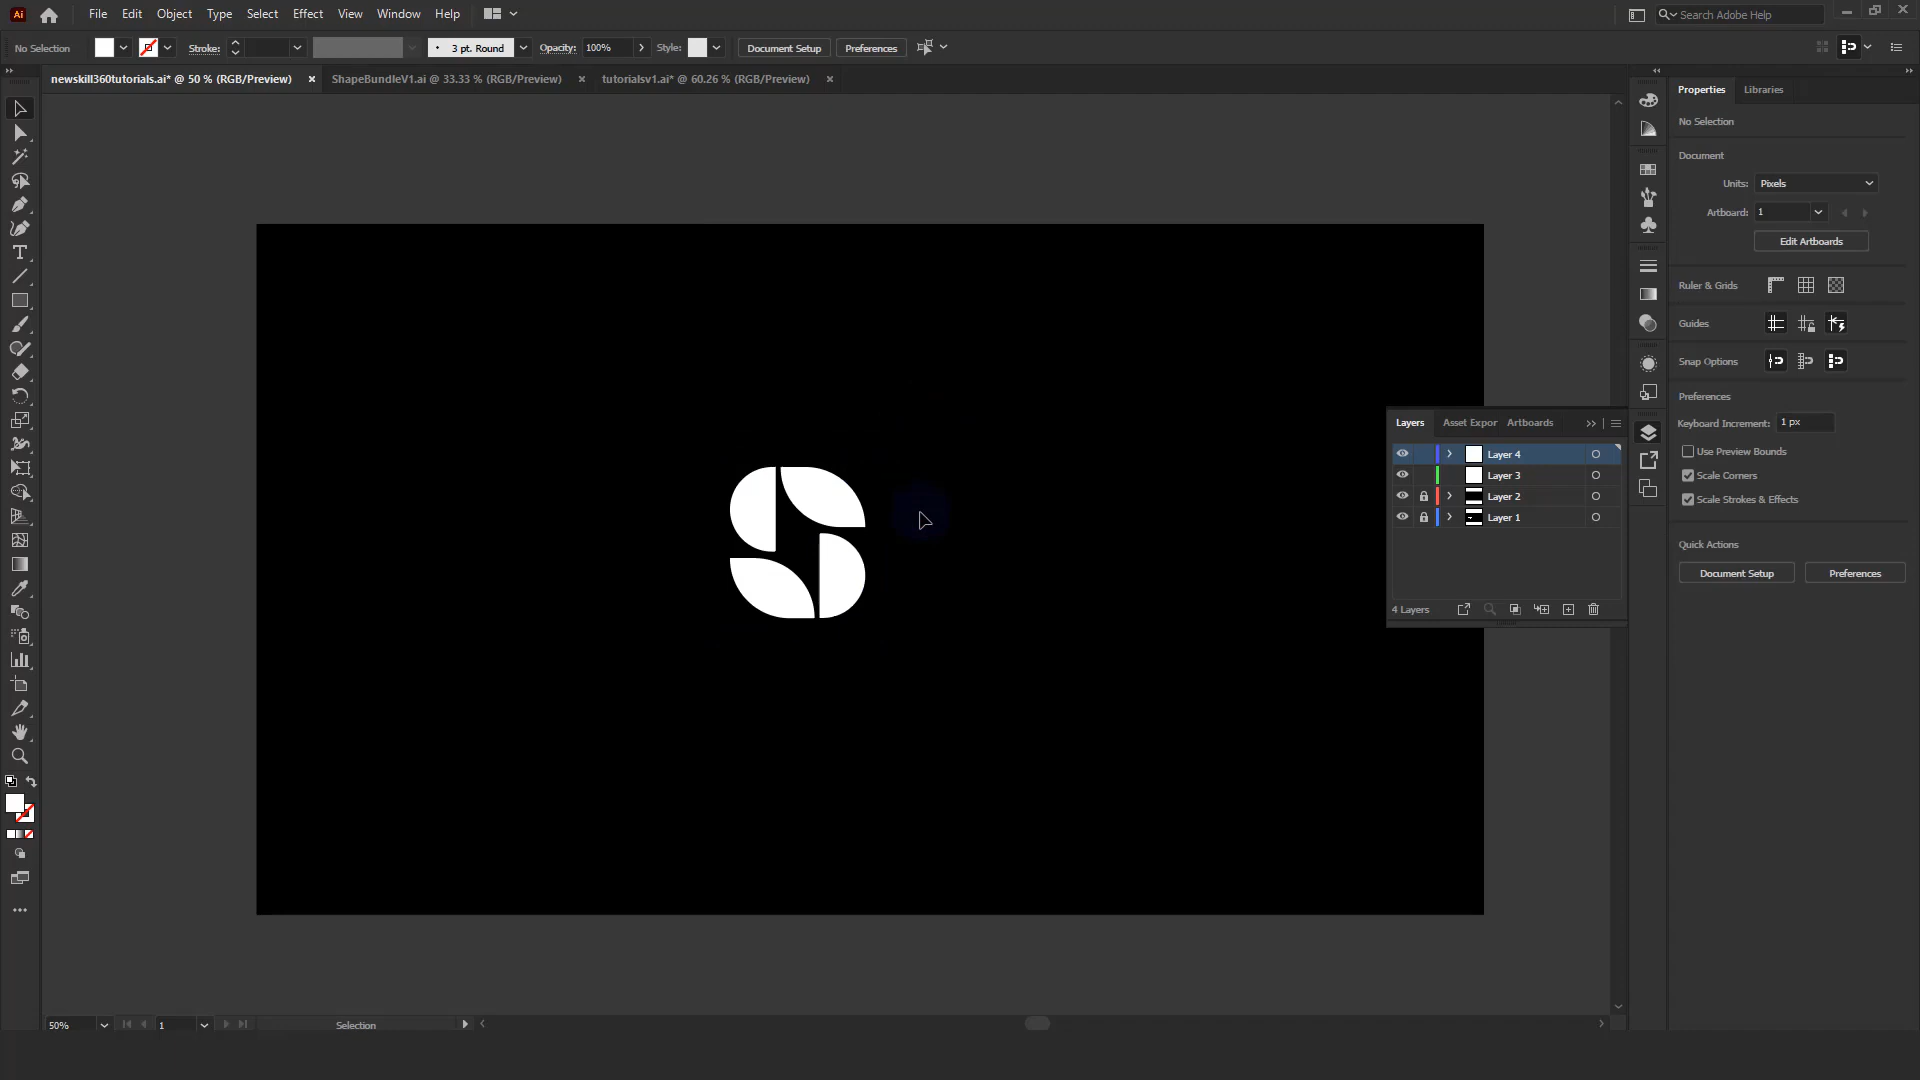 Ai File Edit Object Type Select Effect View Window Help Search Adobe Help
No Selection Stroke: 3 pt. Round Opacity: 100% Style: Document Setup Preferences
newskill360tutorials.ai* @ 50 % (RGB/Preview) × ShapeBundleV1.ai @ 33.33 % (RGB/Preview) × tutorialsv1.ai* @ 60.26 % (RGB/Preview) ×
Properties Libraries
No Selection
Document
Units: Pixels
Artboard: 1
Edit Artboards
Ruler & Grids
Guides
Snap Options
Preferences
Keyboard Increment: 1 px
Use Preview Bounds
Scale Corners
Scale Strokes & Effects
Quick Actions
Document Setup Preferences
Layers Asset Expor Artboards
Layer 4
Layer 3
Layer 2
Layer 1
4 Layers
S
50% 1 Selection